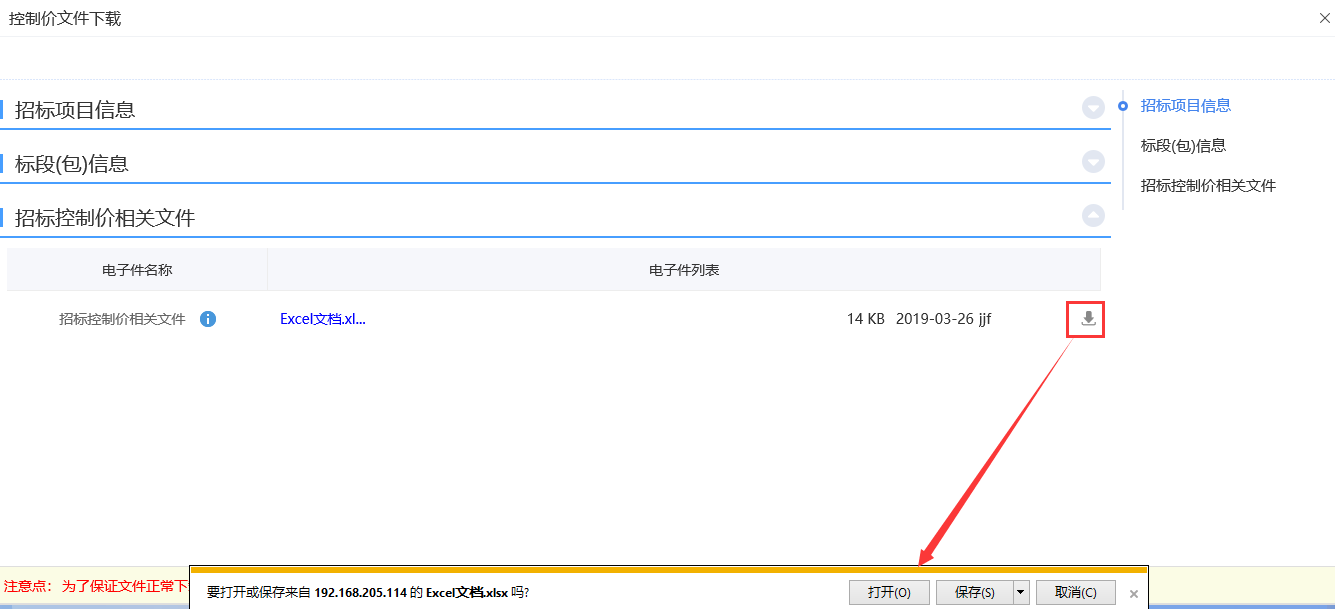 控制价文件下载
招标项目信息
标段(包)信息
招标控制价相关文件
招标项目信息
标段(包)信息
招标控制价相关文件
电子件名称 电子件列表
招标控制价相关文件 Excel文档.xl... 14 KB 2019-03-26 jjf
注意点：为了保证文件正常下
要打开或保存来自 192.168.205.114 的 Excel文档.xlsx 吗?
打开(O) 保存(S) 取消(C)